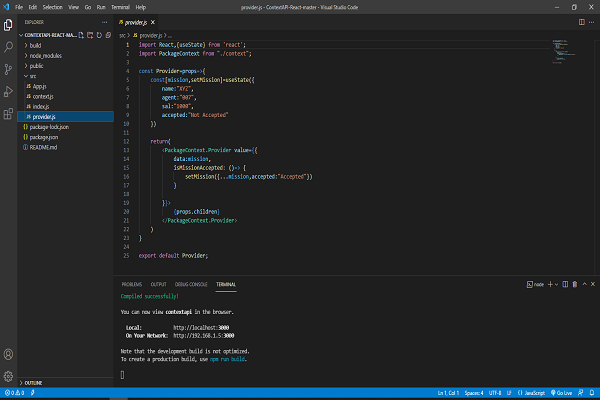 File Edit Selection View Go Run Terminal Help
provider.js - ContextAPI-React-master - Visual Studio Code
EXPLORER
CONTEXTAPI-REACT-MA...
build
node_modules
public
src
App.js
context.js
index.js
provider.js
package-lock.json
package.json
README.md
OUTLINE
provider.js
src > provider.js > ...
1 import React,{useState} from 'react';
2 import PackageContext from "./context";
3
4 const Provider=props=>{
5 const[mission,setMission]=useState({
6 name:"XYZ",
7 agent:"007",
8 sal:"1000",
9 accepted:"Not Accepted"
10 })
11
12 return(
13 <PackageContext.Provider value={{
14 data:mission,
15 isMissionAccepted: ()=> {
16 setMission({...mission,accepted:"Accepted"})
17 }
18
19 }}>
20 {props.children}
21 </PackageContext.Provider>
22 )
23 }
24
25 export default Provider;
PROBLEMS OUTPUT DEBUG CONSOLE TERMINAL
node
Compiled successfully!
You can now view contextapi in the browser.
Local: http://localhost:3000
On Your Network: http://192.168.1.5:3000
Note that the development build is not optimized.
To create a production build, use npm run build.
0 0 Ln 1, Col 1 Spaces: 4 UTF-8 LF {} JavaScript Go Live